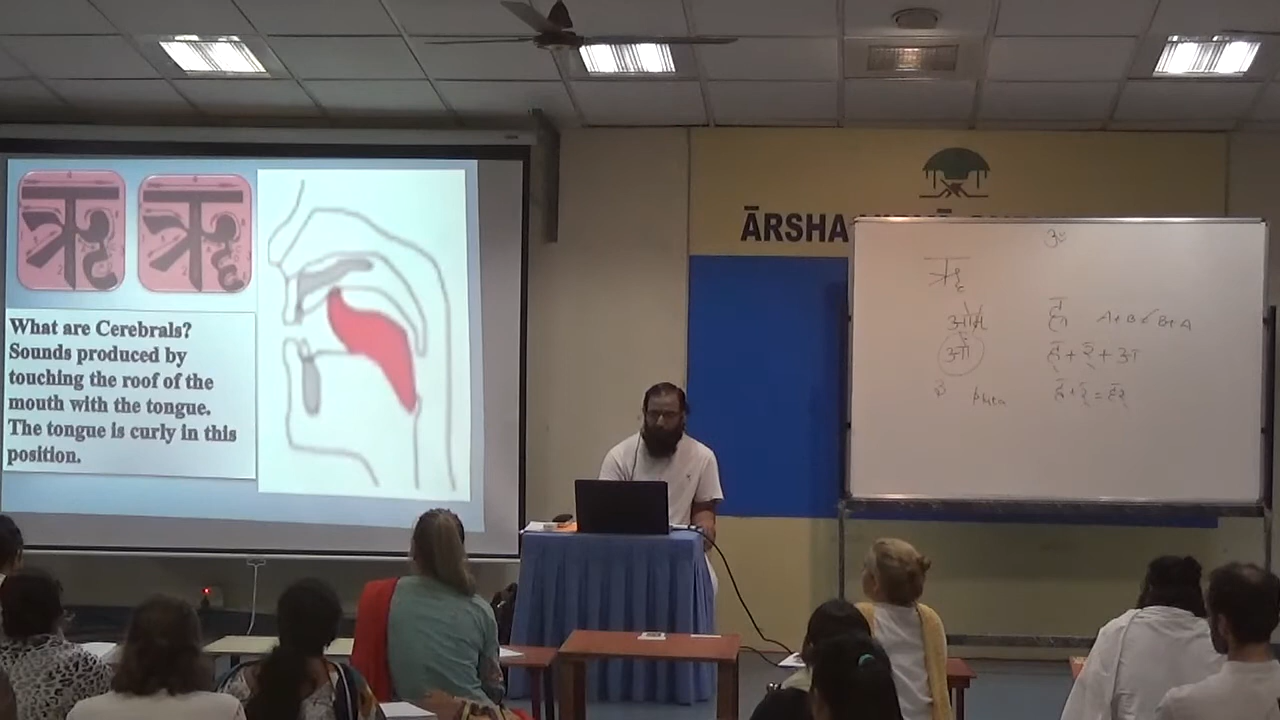 ऋ ॠ
What are Cerebrals?
Sounds produced by
touching the roof of the
mouth with the tongue.
The tongue is curly in this
position.
ĀRSHA
ॠ
ओम
A+B B+A
ओं
ह् + र् + अ